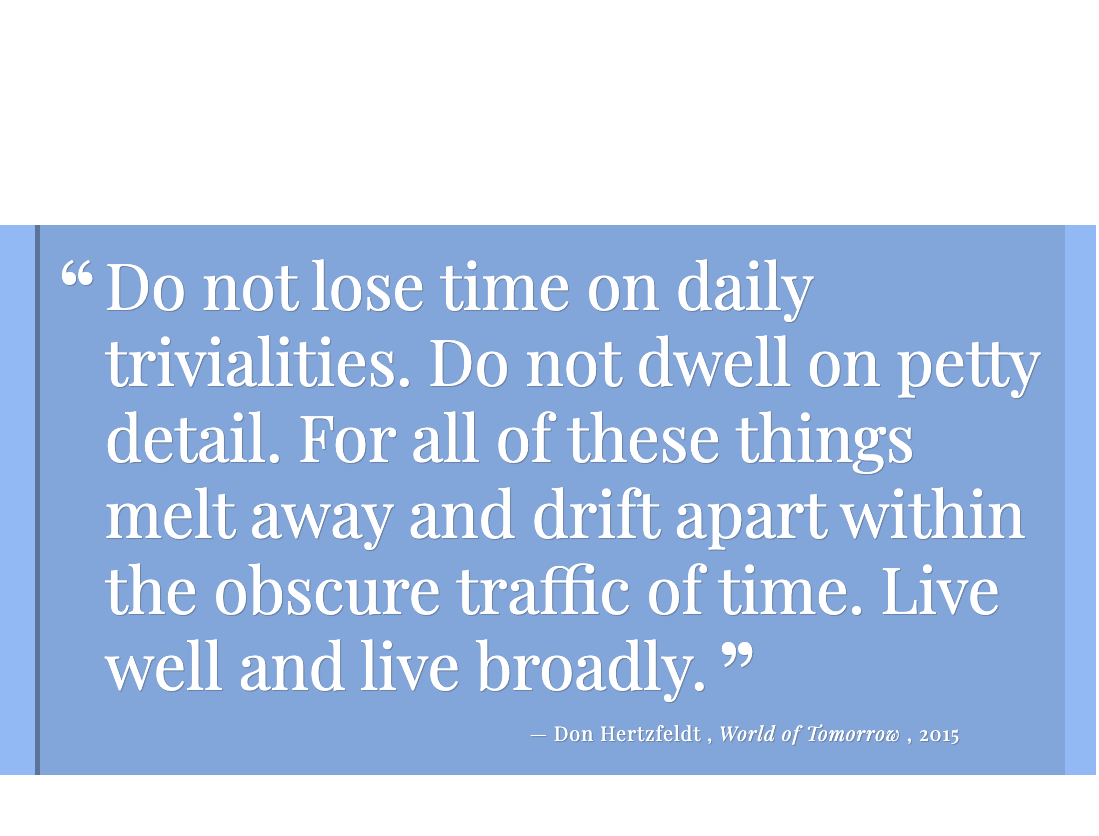 “ Do not lose time on daily
trivialities. Do not dwell on petty
detail. For all of these things
melt away and drift apart within
the obscure traffic of time. Live
well and live broadly. ”
— Don Hertzfeldt , World of Tomorrow , 2015